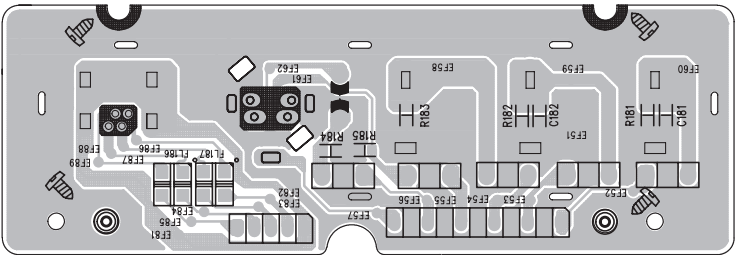 EF62
EF61
EF58
EF59
EF60
R183
R182
C182
R181
C181
EF51
R184
R185
EF88
EF86
EF87
EF89
FL186
FL187
EF84
EF85
EF81
EF82
EF83
EF57
EF56
EF55
EF54
EF53
EF52